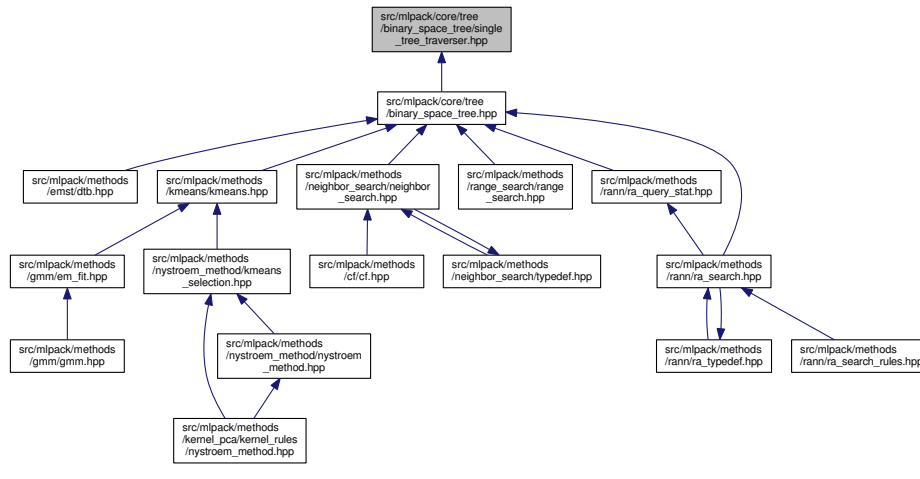 src/mlpack/core/tree
/binary_space_tree/single
_tree_traverser.hpp
src/mlpack/core/tree
/binary_space_tree.hpp
src/mlpack/methods
/emst/dtb.hpp
src/mlpack/methods
/kmeans/kmeans.hpp
src/mlpack/methods
/neighbor_search/neighbor
_search.hpp
src/mlpack/methods
/range_search/range
_search.hpp
src/mlpack/methods
/rann/ra_query_stat.hpp
src/mlpack/methods
/gmm/em_fit.hpp
src/mlpack/methods
/nystroem_method/kmeans
_selection.hpp
src/mlpack/methods
/cf/cf.hpp
src/mlpack/methods
/neighbor_search/typedef.hpp
src/mlpack/methods
/rann/ra_search.hpp
src/mlpack/methods
/gmm/gmm.hpp
src/mlpack/methods
/nystroem_method/nystroem
_method.hpp
src/mlpack/methods
/rann/ra_typedef.hpp
src/mlpack/methods
/rann/ra_search_rules.hpp
src/mlpack/methods
/kernel_pca/kernel_rules
/nystroem_method.hpp